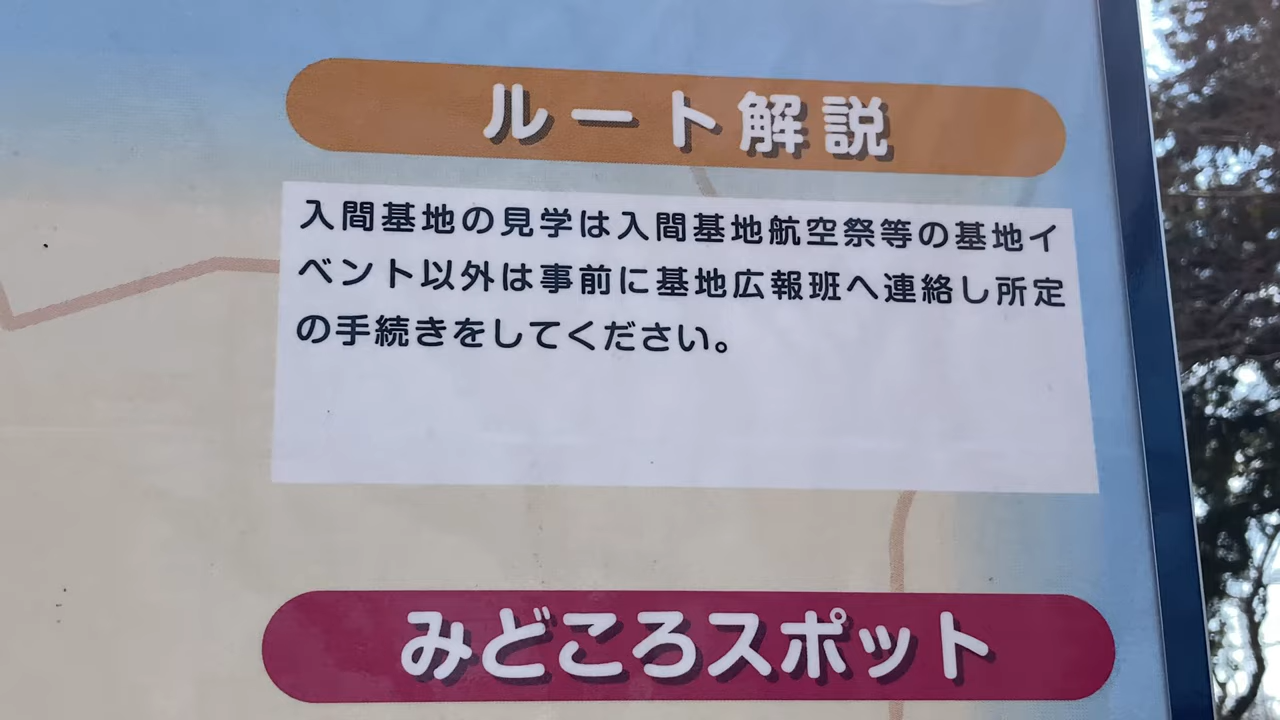 ルート解説
入間基地の見学は入間基地航空祭等の基地イ
ベント以外は事前に基地広報班へ連絡し所定
の手続きをしてください。
みどころスポット